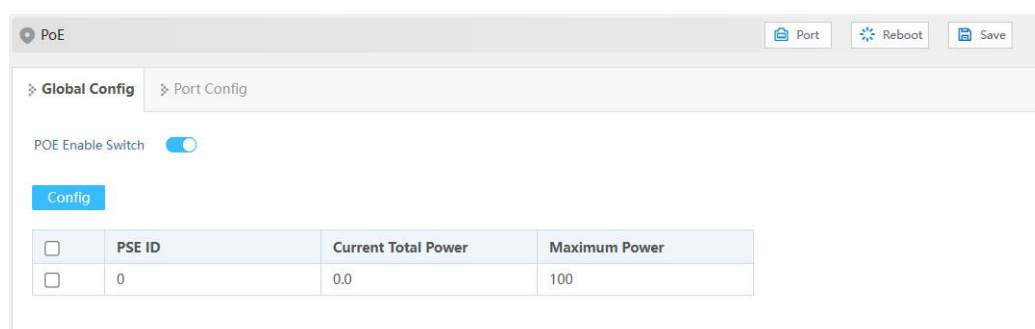 PoE Port Reboot Save
Global Config Port Config
POE Enable Switch
Config
PSE ID Current Total Power Maximum Power
0 0.0 100